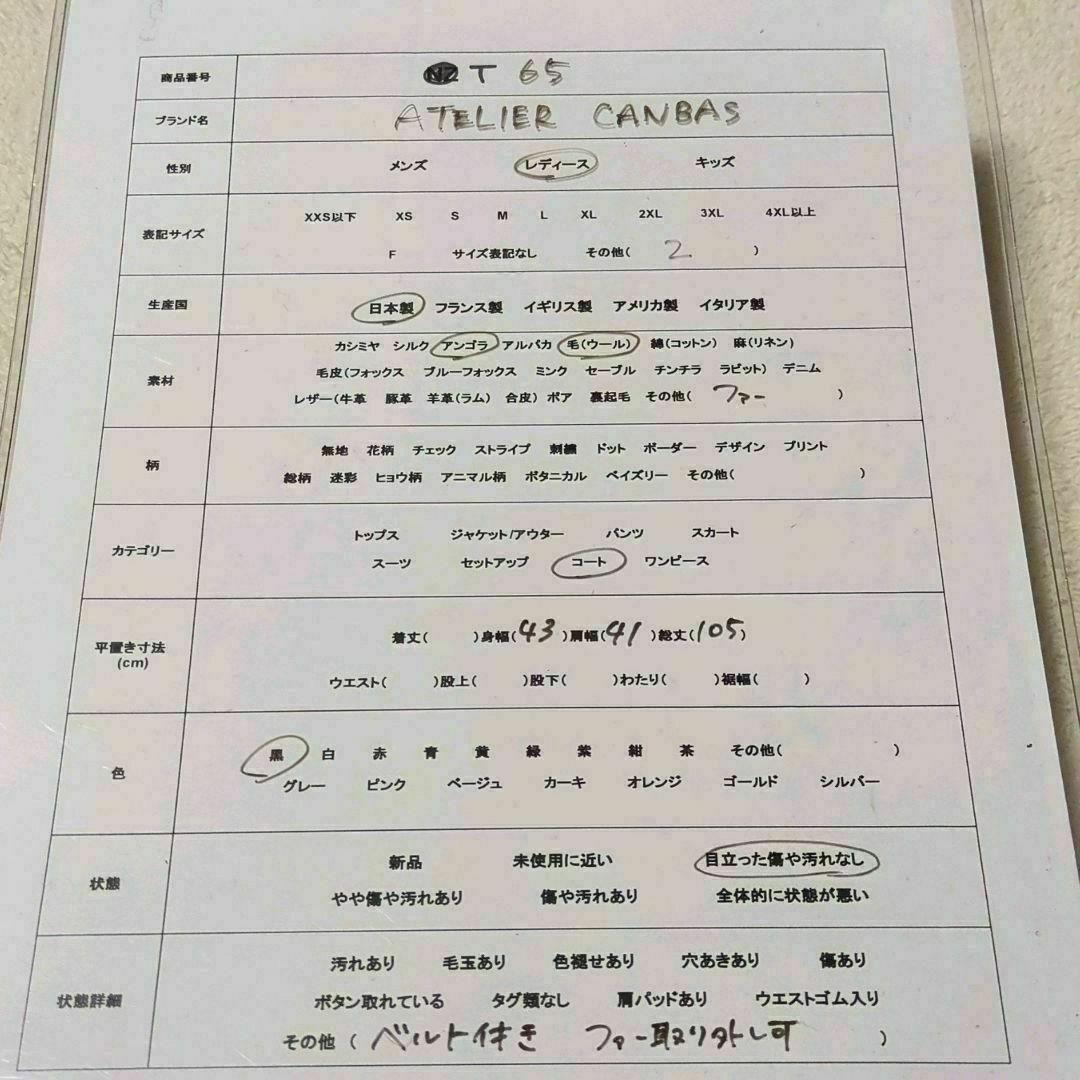 商品番号 NZ T 65
ブランド名 ATELIER CANBAS
性別 メンズ レディース キッズ
表記サイズ
XXS以下 XS S M L XL 2XL 3XL 4XL以上
F サイズ表記なし その他( 2 )
生産国 日本製 フランス製 イギリス製 アメリカ製 イタリア製
素材
カシミヤ シルク アンゴラ アルパカ 毛(ウール) 綿(コットン) 麻(リネン)
毛皮(フォックス ブルーフォックス ミンク セーブル チンチラ ラビット) デニム
レザー(牛革 豚革 羊革(ラム) 合皮) ボア 裏起毛 その他( ファー )
柄
無地 花柄 チェック ストライプ 刺繍 ドット ボーダー デザイン プリント
総柄 迷彩 ヒョウ柄 アニマル柄 ボタニカル ペイズリー その他( )
カテゴリー
トップス ジャケット/アウター パンツ スカート
スーツ セットアップ コート ワンピース
平置き寸法
(cm)
着丈( )身幅(43)肩幅(41)総丈(105)
ウエスト( )股上( )股下( )わたり( )裾幅( )
色
黒 白 赤 青 黄 緑 紫 紺 茶 その他( )
グレー ピンク ベージュ カーキ オレンジ ゴールド シルバー
状態
新品 未使用に近い 目立った傷や汚れなし
やや傷や汚れあり 傷や汚れあり 全体的に状態が悪い
状態詳細
汚れあり 毛玉あり 色褪せあり 穴あきあり 傷あり
ボタン取れている タグ類なし 肩パッドあり ウエストゴム入り
その他 ( ベルト付き ファー取り外し可 )